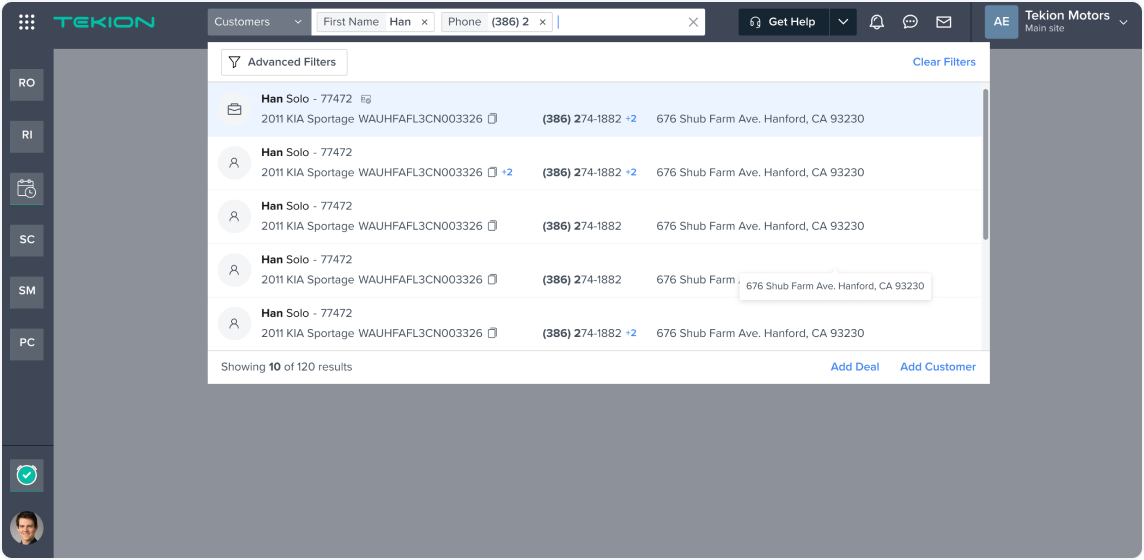 TEKION
Customers
First Name Han ×
Phone (386) 2 ×
Get Help
AE
Tekion Motors
Main site
Advanced Filters
Clear Filters
RO
RI
SC
SM
PC
Han Solo - 77472
2011 KIA Sportage WAUHFAFL3CN003326 (386) 274-1882 +2 676 Shub Farm Ave. Hanford, CA 93230
Han Solo - 77472
2011 KIA Sportage WAUHFAFL3CN003326 +2 (386) 274-1882 +2 676 Shub Farm Ave. Hanford, CA 93230
Han Solo - 77472
2011 KIA Sportage WAUHFAFL3CN003326 (386) 274-1882 676 Shub Farm Ave. Hanford, CA 93230
Han Solo - 77472
2011 KIA Sportage WAUHFAFL3CN003326 (386) 274-1882 676 Shub Farm
676 Shub Farm Ave. Hanford, CA 93230
Han Solo - 77472
2011 KIA Sportage WAUHFAFL3CN003326 (386) 274-1882 +2 676 Shub Farm Ave. Hanford, CA 93230
Showing 10 of 120 results
Add Deal
Add Customer